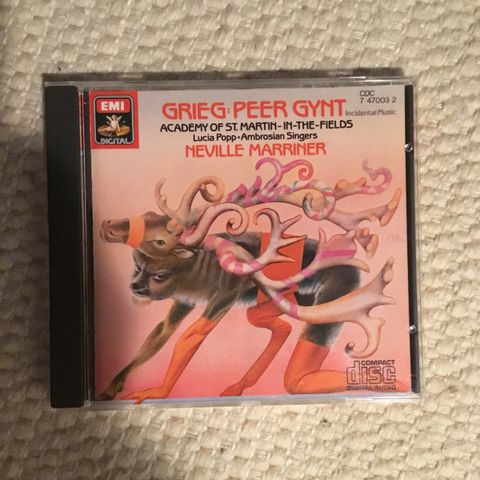 EMI
DIGITAL
CDC
7 47003 2
GRIEG: PEER GYNT
Incidental Music
ACADEMY OF ST. MARTIN-IN-THE-FIELDS
Lucia Popp • Ambrosian Singers
NEVILLE MARRINER
COMPACT
disc
DIGITAL AUDIO